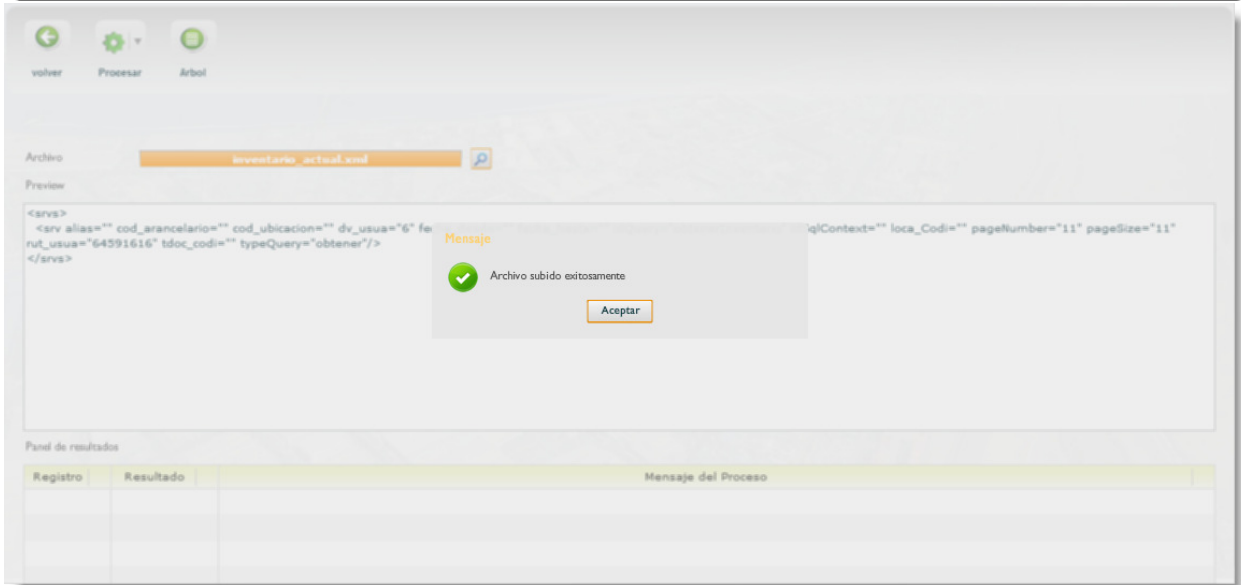 volver Procesar Arbol
Archivo inventario_actual.xml
Preview
<srvs>
<srv alias="" cod_arancelario="" cod_ubicacion="" dv_usua="6" qlContext="" loca_Codi="" pageNumber="11" pageSize="11"
rut_usua="64591616" tdoc_codi="" typeQuery="obtener"/>
</srvs>
Mensaje
Archivo subido exitosamente
Aceptar
Panel de resultados
Registro Resultado Mensaje del Proceso